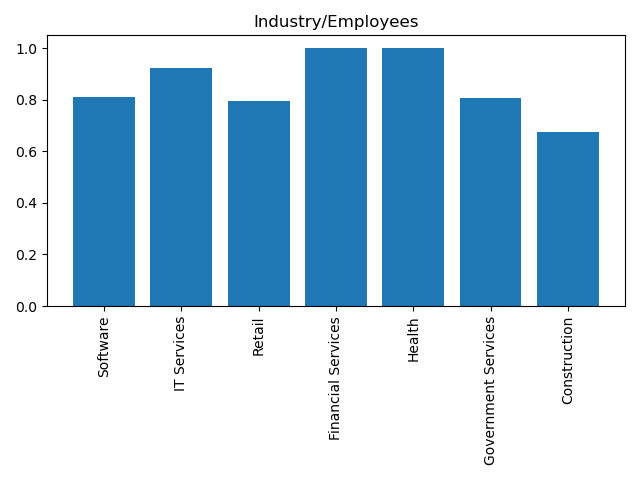 Industry/Employees
1.0
0.8
0.6
0.4
0.2
0.0
Software
IT Services
Retail
Financial Services
Health
Government Services
Construction